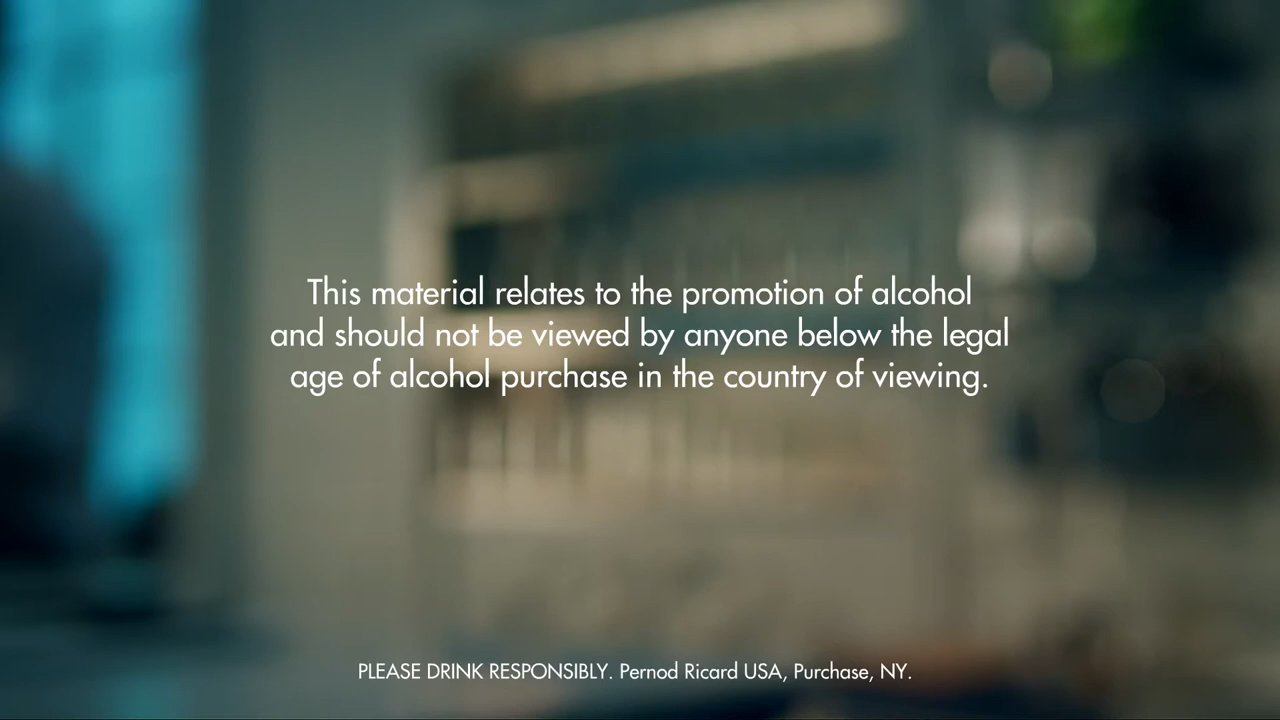 This material relates to the promotion of alcohol
and should not be viewed by anyone below the legal
age of alcohol purchase in the country of viewing.
PLEASE DRINK RESPONSIBLY. Pernod Ricard USA, Purchase, NY.